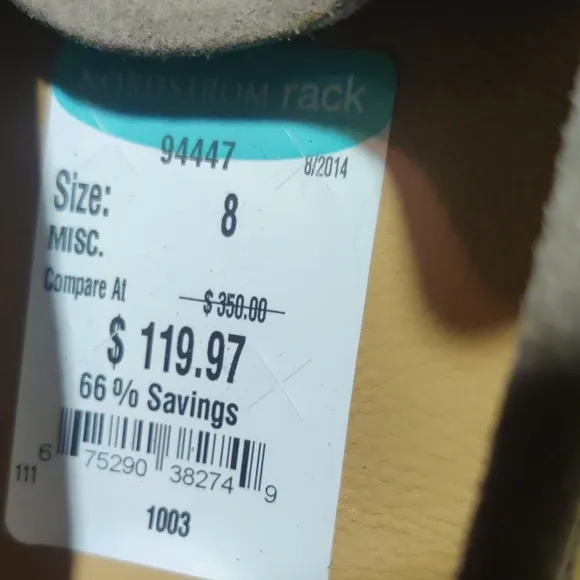 NORDSTROM rack
94447 8/2014
Size: 8
MISC.
Compare At $350.00
$119.97
66% Savings
6 75290 38274 9
111
1003